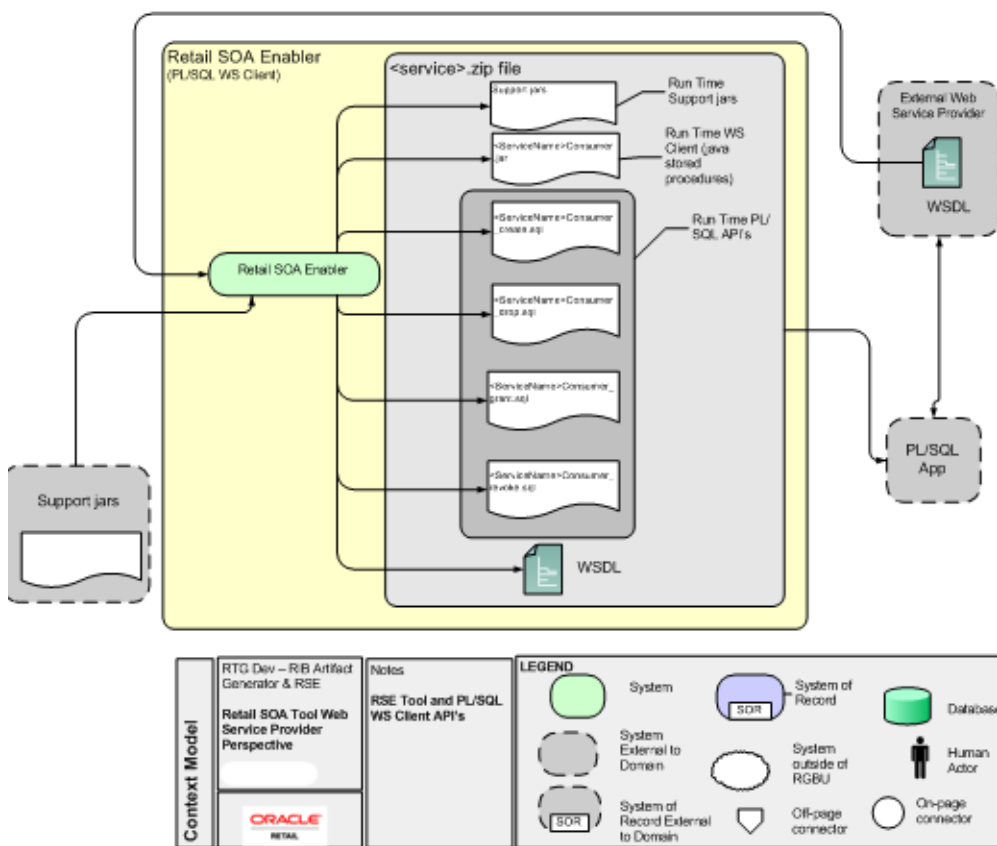 Retail SOA Enabler
(PL/SQL WS Client)
<service>.zip file
Support jars
Run Time
Support jars
<ServiceName>Consumer
.jar
Run Time WS
Client (java
stored
procedures)
<ServiceName>Consumer
_create.sql
Run Time PL/
SQL API's
Retail SOA Enabler
<ServiceName>Consumer
_drop.sql
<ServiceName>Consumer_
grant.sql
<ServiceName>Consumer_
revoke.sql
WSDL
External Web
Service Provider
WSDL
PL/SQL
App
Support jars
Context Model
RTG Dev – RIB Artifact
Generator & RSE
Retail SOA Tool Web
Service Provider
Perspective
ORACLE
RETAIL
Notes
RSE Tool and PL/SQL
WS Client API's
LEGEND
System
System of
Record
SOR
Database
System
External to
Domain
System
outside of
RGBU
Human
Actor
SOR
System of
Record External
to Domain
Off-page
connector
On-page
connector